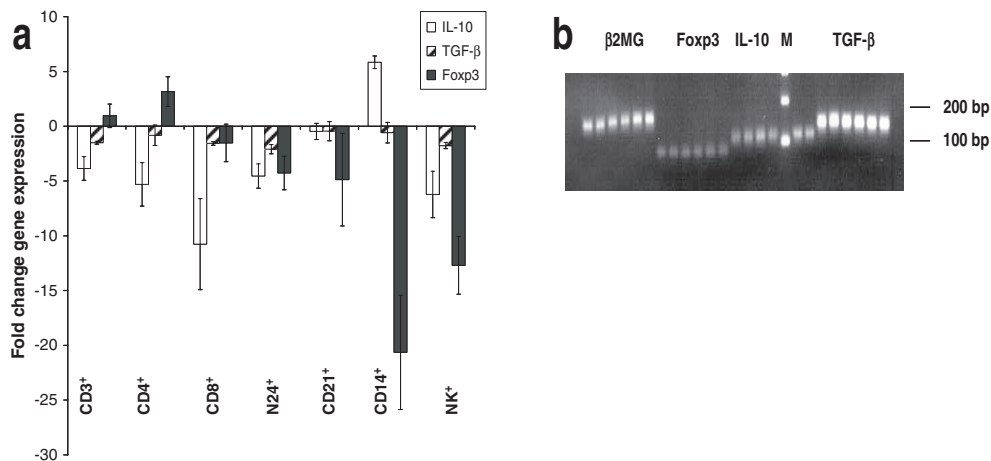 a
10
5
0
-5
-10
-15
-20
-25
-30
Fold change gene expression
IL-10
TGF-β
Foxp3
CD3+
CD4+
CD8+
N24+
CD21+
CD14+
NK+
b
β2MG Foxp3 IL-10 M TGF-β
200 bp
100 bp